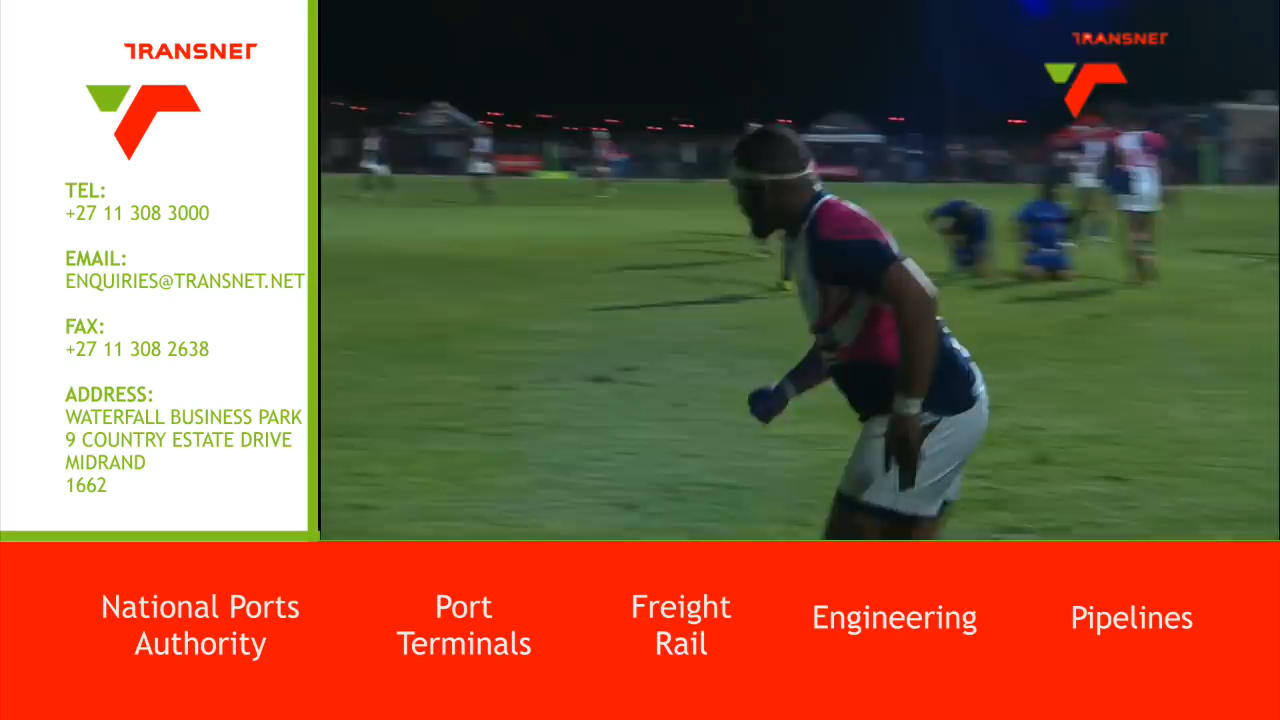 TRANSNET
TEL:
+27 11 308 3000
EMAIL:
ENQUIRIES@TRANSNET.NET
FAX:
+27 11 308 2638
ADDRESS:
WATERFALL BUSINESS PARK
9 COUNTRY ESTATE DRIVE
MIDRAND
1662
TRANSNET
National Ports
Authority
Port
Terminals
Freight
Rail
Engineering
Pipelines